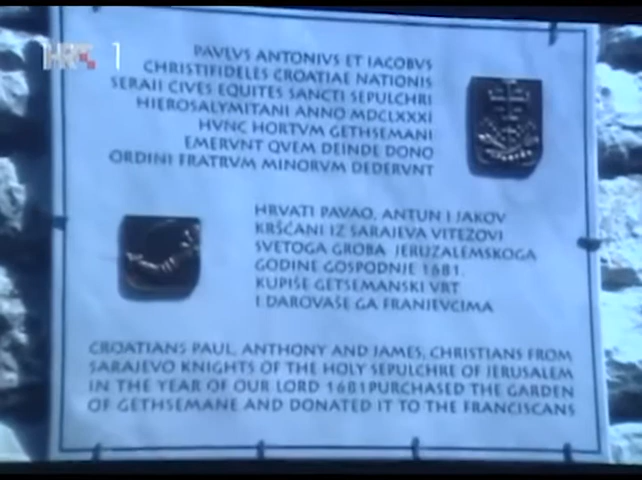 HRT 1
PAVLVS ANTONIVS ET IACOBVS
CHRISTIFIDELES CROATIAE NATIONIS
SERAII CIVES EQUITES SANCTI SEPULCHRI
HIEROSALYMITANI ANNO MDCLXXXI
HVNC HORTVM GETHSEMANI
EMERVNT QVEM DEINDE DONO
ORDINI FRATRVM MINORVM DEDERVNT
HRVATI PAVAO, ANTUN I JAKOV
KRŠĆANI IZ SARAJEVA VITEZOVI
SVETOGA GROBA JERUZALEMSKOGA
GODINE GOSPODNJE 1681.
KUPIŠE GETSEMANSKI VRT
I DAROVAŠE GA FRANJEVCIMA
CROATIANS PAUL, ANTHONY AND JAMES, CHRISTIANS FROM
SARAJEVO KNIGHTS OF THE HOLY SEPULCHRE OF JERUSALEM
IN THE YEAR OF OUR LORD 1681 PURCHASED THE GARDEN
OF GETHSEMANE AND DONATED IT TO THE FRANCISCANS